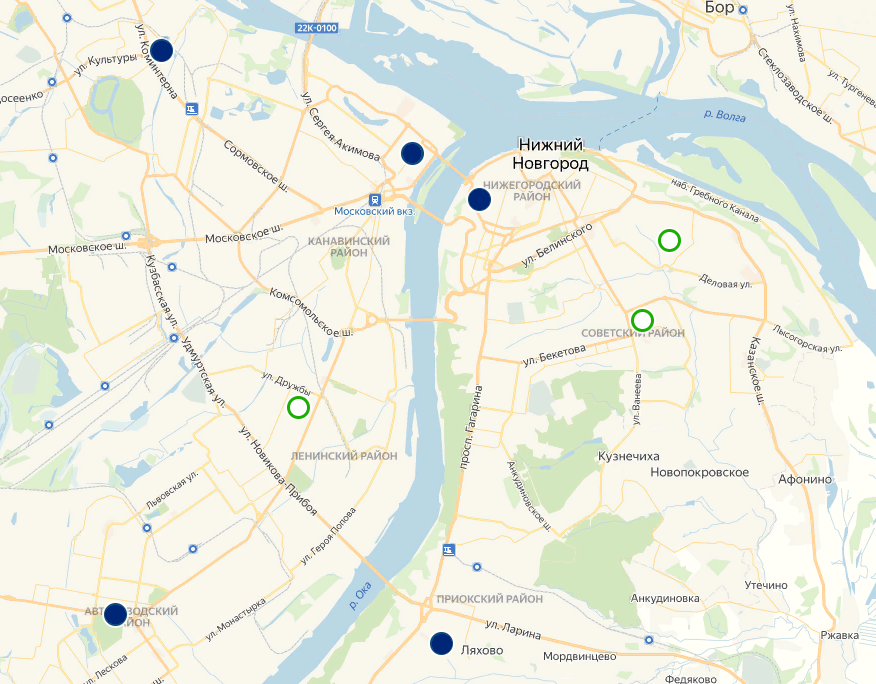 Бор
22К-0100
ул. Нахимова
ул. Коминтерна
ул. Культуры
Стеклозаводское ш.
ул. Тургенева
осеенко
ул. Сергея Акимова
р. Волга
Нижний
Новгород
Сормовское ш.
НИЖЕГОРОДСКИЙ
РАЙОН
наб. Гребного Канала
Московский вкз.
Московское ш.
Московское ш.
КАНАВИНСКИЙ
РАЙОН
ул. Белинского
Кузбасская ул.
Деловая ул.
Комсомольское ш.
СОВЕТСКИЙ РАЙОН
Лысогорская ул.
Удмуртская ул.
ул. Бекетова
Казанское ш.
ул. Дружбы
ул. Ванеева
просп. Гагарина
ул. Новикова-Прибоя
ЛЕНИНСКИЙ РАЙОН
Кузнечиха
Новопокровское
Афонино
Львовская ул.
Анкудиновское ш.
ул. Героя Попова
р. Ока
Утечино
Анкудиновка
ПРИОКСКИЙ РАЙОН
АВТ
ЗОДСКИЙ
ЙОН
ул. Монастырка
ул. Ларина
Ржавка
Ляхово
Мордвинцево
ул. Лескова
Федяково